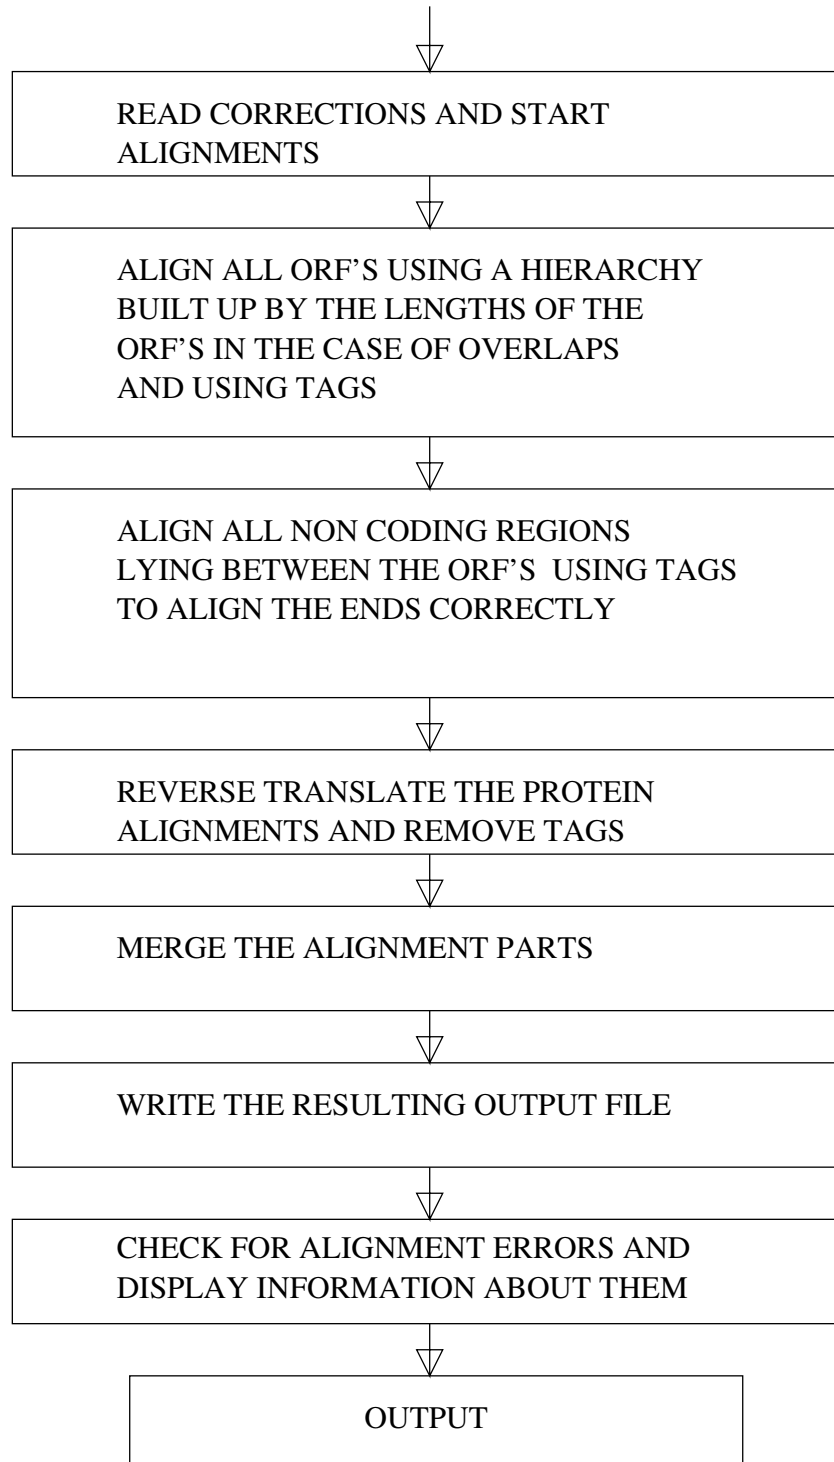 READ CORRECTIONS AND START
ALIGNMENTS
ALIGN ALL ORF'S USING A HIERARCHY
BUILT UP BY THE LENGTHS OF THE
ORF'S IN THE CASE OF OVERLAPS
AND USING TAGS
ALIGN ALL NON CODING REGIONS
LYING BETWEEN THE ORF'S  USING TAGS
TO ALIGN THE ENDS CORRECTLY
REVERSE TRANSLATE THE PROTEIN
ALIGNMENTS AND REMOVE TAGS
MERGE THE ALIGNMENT PARTS
WRITE THE RESULTING OUTPUT FILE
CHECK FOR ALIGNMENT ERRORS AND
DISPLAY INFORMATION ABOUT THEM
OUTPUT